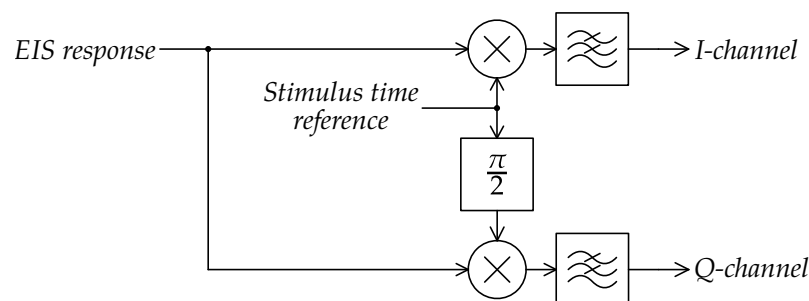 EIS response
I-channel
Stimulus time
reference
π
2
Q-channel